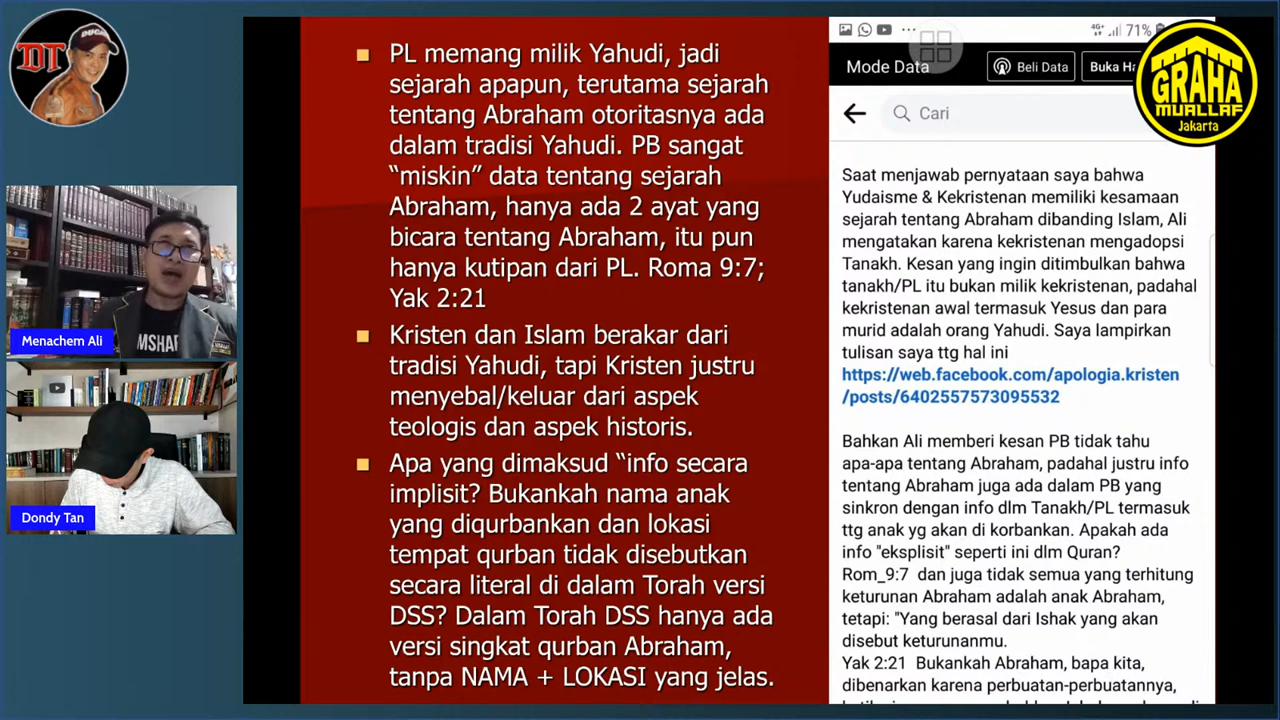 DT
DUCATI
Menachem Ali
MSHAR
Dondy Tan
PL memang milik Yahudi, jadi
sejarah apapun, terutama sejarah
tentang Abraham otoritasnya ada
dalam tradisi Yahudi. PB sangat
“miskin” data tentang sejarah
Abraham, hanya ada 2 ayat yang
bicara tentang Abraham, itu pun
hanya kutipan dari PL. Roma 9:7;
Yak 2:21
Kristen dan Islam berakar dari
tradisi Yahudi, tapi Kristen justru
menyebal/keluar dari aspek
teologis dan aspek historis.
Apa yang dimaksud “info secara
implisit? Bukankah nama anak
yang diqurbankan dan lokasi
tempat qurban tidak disebutkan
secara literal di dalam Torah versi
DSS? Dalam Torah DSS hanya ada
versi singkat qurban Abraham,
tanpa NAMA + LOKASI yang jelas.
4G+ 71%
Mode Data
Beli Data
Buka Ha
Cari
GRAHA
MUALLAF
Jakarta
Saat menjawab pernyataan saya bahwa
Yudaisme & Kekristenan memiliki kesamaan
sejarah tentang Abraham dibanding Islam, Ali
mengatakan karena kekristenan mengadopsi
Tanakh. Kesan yang ingin ditimbulkan bahwa
tanakh/PL itu bukan milik kekristenan, padahal
kekristenan awal termasuk Yesus dan para
murid adalah orang Yahudi. Saya lampirkan
tulisan saya ttg hal ini
https://web.facebook.com/apologia.kristen
/posts/6402557573095532
Bahkan Ali memberi kesan PB tidak tahu
apa-apa tentang Abraham, padahal justru info
tentang Abraham juga ada dalam PB yang
sinkron dengan info dlm Tanakh/PL termasuk
ttg anak yg akan di korbankan. Apakah ada
info "eksplisit" seperti ini dlm Quran?
Rom_9:7 dan juga tidak semua yang terhitung
keturunan Abraham adalah anak Abraham,
tetapi: "Yang berasal dari Ishak yang akan
disebut keturunanmu.
Yak 2:21 Bukankah Abraham, bapa kita,
dibenarkan karena perbuatan-perbuatannya,